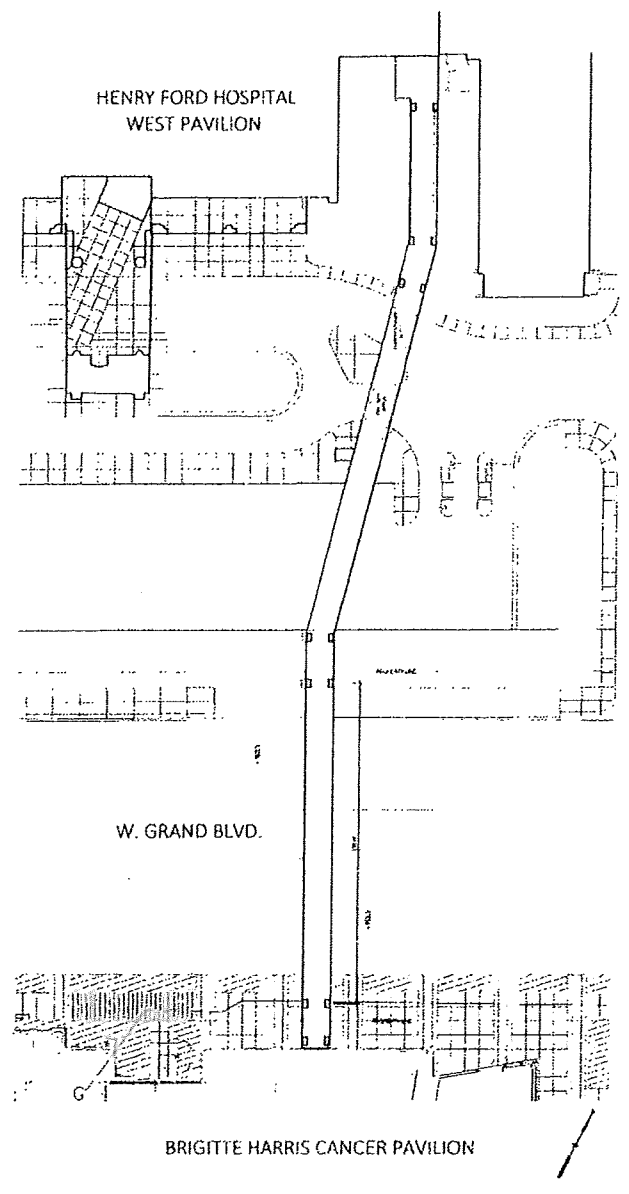 HENRY FORD HOSPITAL
WEST PAVILION
W. GRAND BLVD.
G
BRIGITTE HARRIS CANCER PAVILION